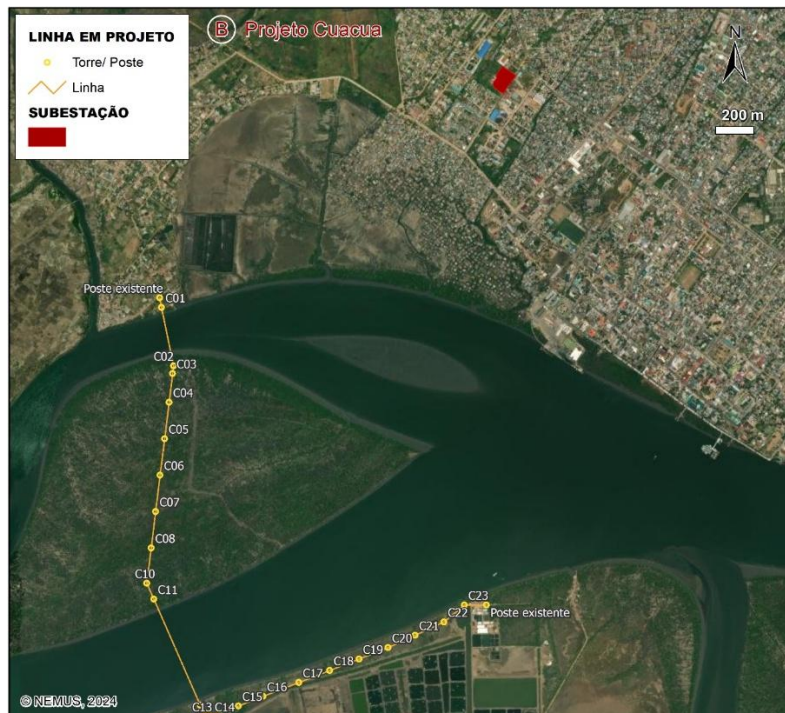 LINHA EM PROJETO
Torre/ Poste
Linha
SUBESTAÇÃO
B Projeto Cuacua
N
200 m
Poste existente
C01
C02
C03
C04
C05
C06
C07
C08
C10
C11
C23
Poste existente
C22
C21
C20
C19
C18
C17
C16
C15
C13
C14
© NEMUS, 2024